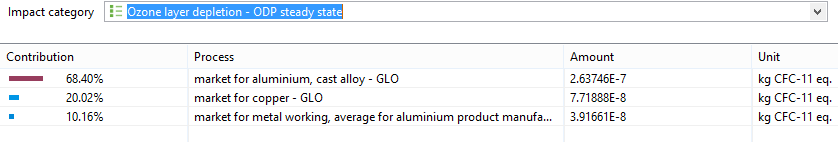 Impact category Ozone layer depletion - ODP steady state
Contribution Process Amount Unit
68.40% market for aluminium, cast alloy - GLO 2.63746E-7 kg CFC-11 eq.
20.02% market for copper - GLO 7.71888E-8 kg CFC-11 eq.
10.16% market for metal working, average for aluminium product manufa... 3.91661E-8 kg CFC-11 eq.